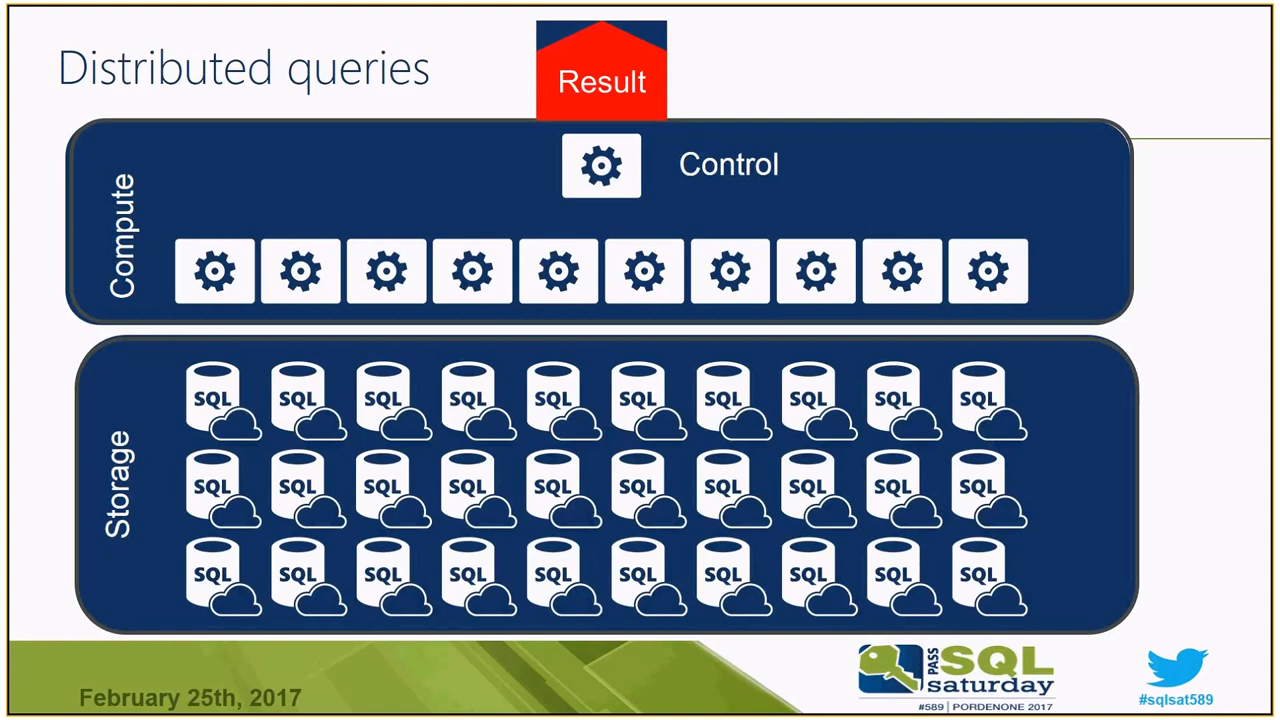 Distributed queries
Result
Control
Compute
SQL SQL SQL SQL SQL SQL SQL SQL SQL SQL
Storage
SQL SQL SQL SQL SQL SQL SQL SQL SQL SQL
SQL SQL SQL SQL SQL SQL SQL SQL SQL SQL
February 25th, 2017
PASS SQL
saturday
#589 | PORDENONE 2017
#sqlsat589